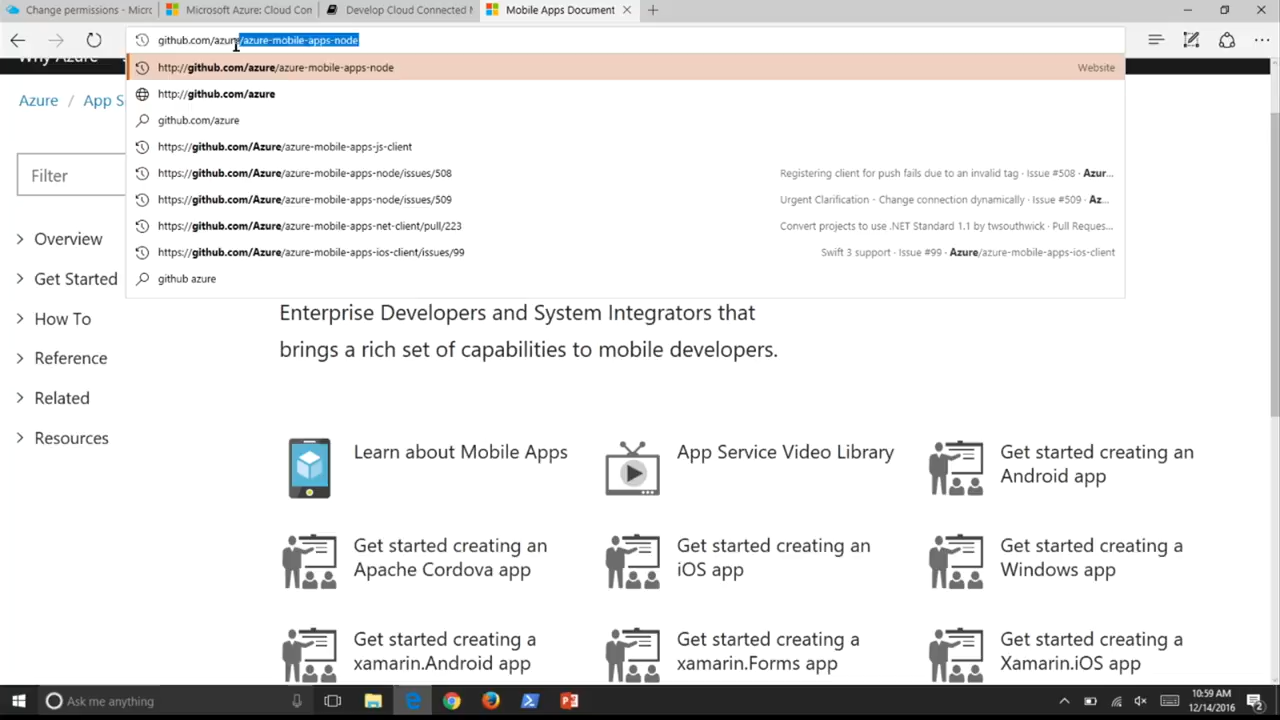 Change permissions - Micro
Microsoft Azure: Cloud Con
Develop Cloud Connected M
Mobile Apps Document
github.com/azure/azure-mobile-apps-node
http://github.com/azure/azure-mobile-apps-node Website
http://github.com/azure
github.com/azure
https://github.com/Azure/azure-mobile-apps-js-client
https://github.com/Azure/azure-mobile-apps-node/issues/508 Registering client for push fails due to an invalid tag · Issue #508 · Azur...
https://github.com/Azure/azure-mobile-apps-node/issues/509 Urgent Clarification - Change connection dynamically · Issue #509 · Az...
https://github.com/Azure/azure-mobile-apps-net-client/pull/223 Convert projects to use .NET Standard 1.1 by twsouthwick · Pull Reques...
https://github.com/Azure/azure-mobile-apps-ios-client/issues/99 Swift 3 support · Issue #99 · Azure/azure-mobile-apps-ios-client
github azure
Why Azure
Azure / App S
Filter
Overview
Get Started
How To
Reference
Related
Resources
Enterprise Developers and System Integrators that
brings a rich set of capabilities to mobile developers.
Learn about Mobile Apps
App Service Video Library
Get started creating an
Android app
Get started creating an
Apache Cordova app
Get started creating an
iOS app
Get started creating a
Windows app
Get started creating a
xamarin.Android app
Get started creating a
xamarin.Forms app
Get started creating a
Xamarin.iOS app
Ask me anything
10:59 AM
12/14/2016
2